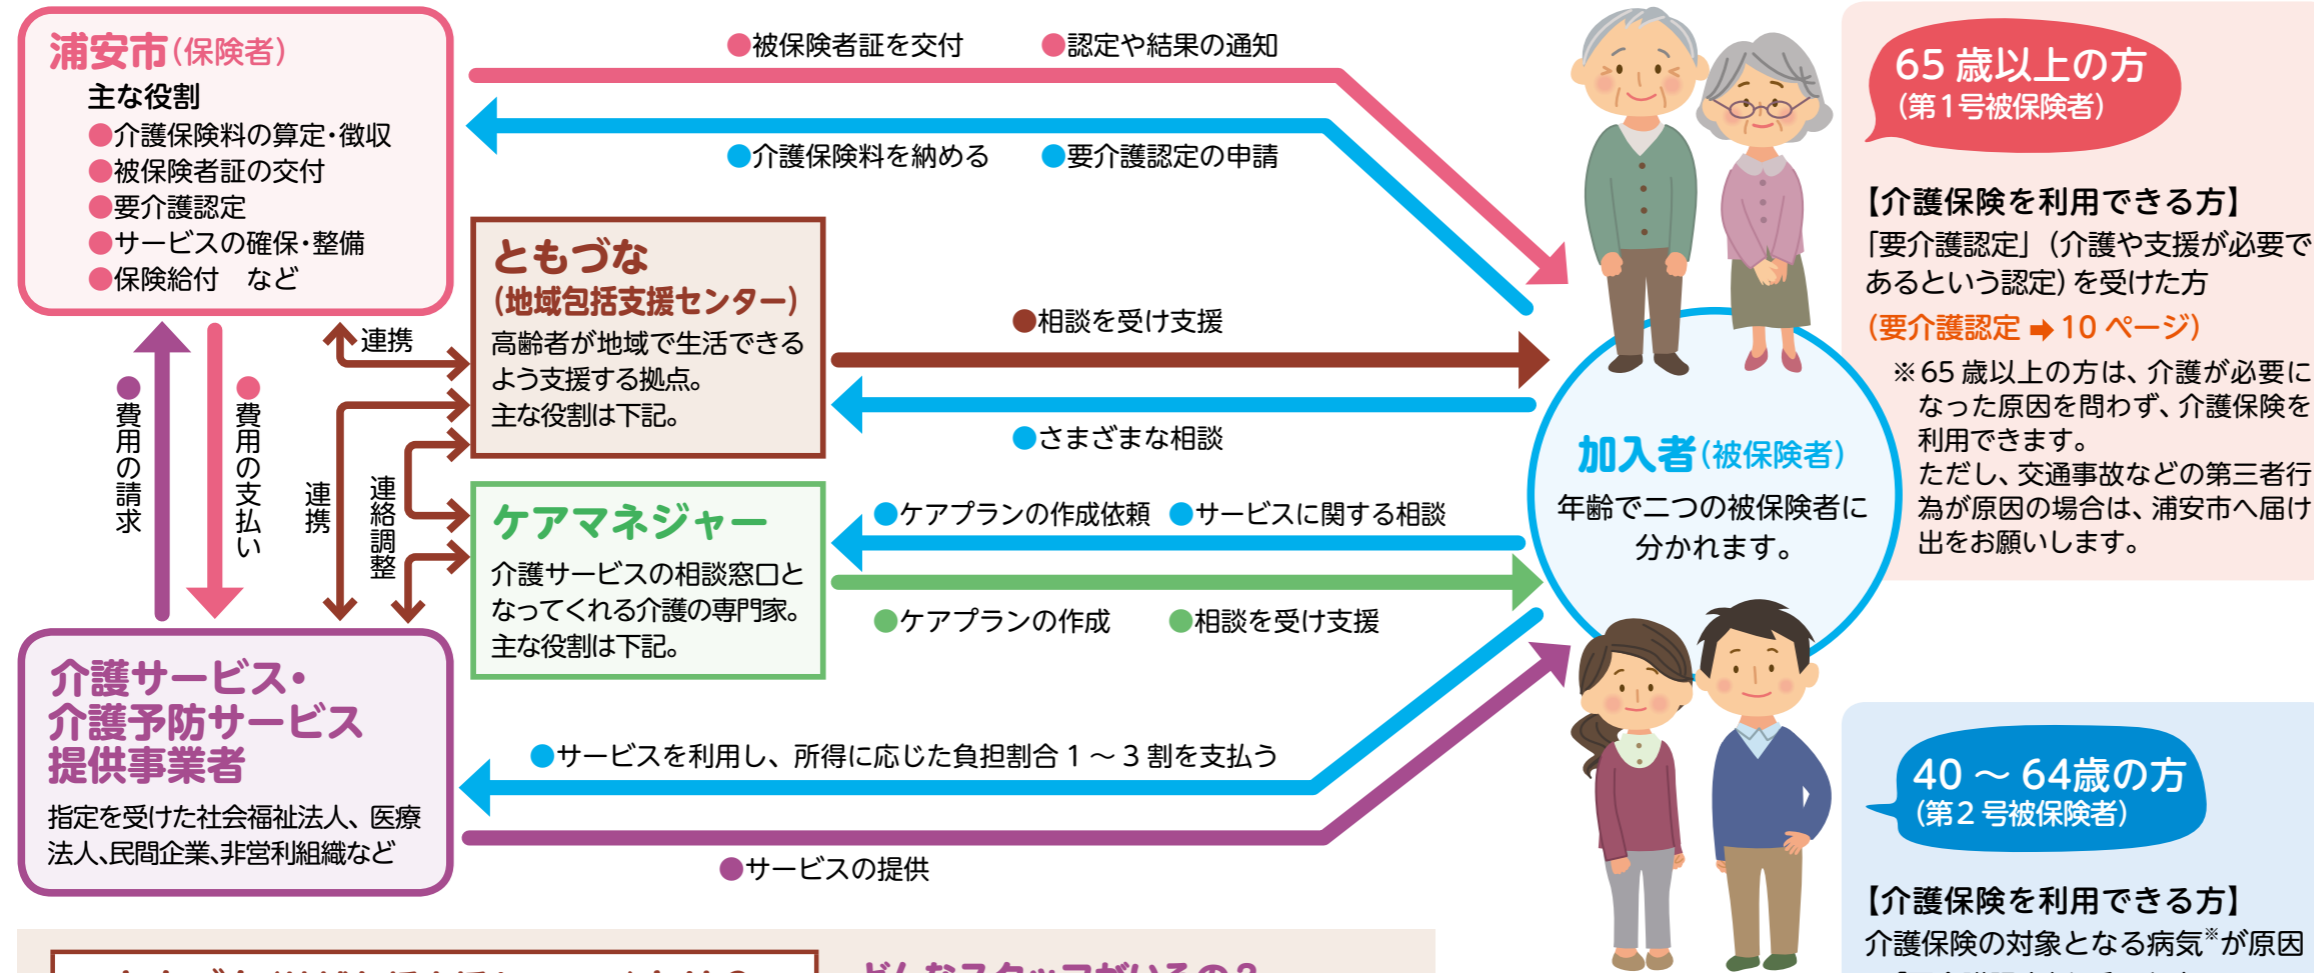 浦安市(保険者)
主な役割
●介護保険料の算定・徴収
●被保険者証の交付
●要介護認定
●サービスの確保・整備
●保険給付　など
●被保険者証を交付
●認定や結果の通知
●介護保険料を納める
●要介護認定の申請
ともづな
(地域包括支援センター)
高齢者が地域で生活できる
よう支援する拠点。
主な役割は下記。
●相談を受け支援
●さまざまな相談
連携
●費用の請求
●費用の支払い
連携
連絡調整
ケアマネジャー
介護サービスの相談窓口と
なってくれる介護の専門家。
主な役割は下記。
●ケアプランの作成依頼
●サービスに関する相談
●ケアプランの作成
●相談を受け支援
介護サービス・
介護予防サービス
提供事業者
指定を受けた社会福祉法人、医療
法人、民間企業、非営利組織など
●サービスを利用し、所得に応じた負担割合1～3割を支払う
●サービスの提供
加入者(被保険者)
年齢で二つの被保険者に
分かれます。
65歳以上の方
(第1号被保険者)
【介護保険を利用できる方】
「要介護認定」(介護や支援が必要で
あるという認定)を受けた方
(要介護認定➡10ページ)
※65歳以上の方は、介護が必要に
なった原因を問わず、介護保険を
利用できます。
ただし、交通事故などの第三者行
為が原因の場合は、浦安市へ届け
出をお願いします。
40～64歳の方
(第2号被保険者)
【介護保険を利用できる方】
介護保険の対象となる病気※が原因
どんなスタッフがいるの？